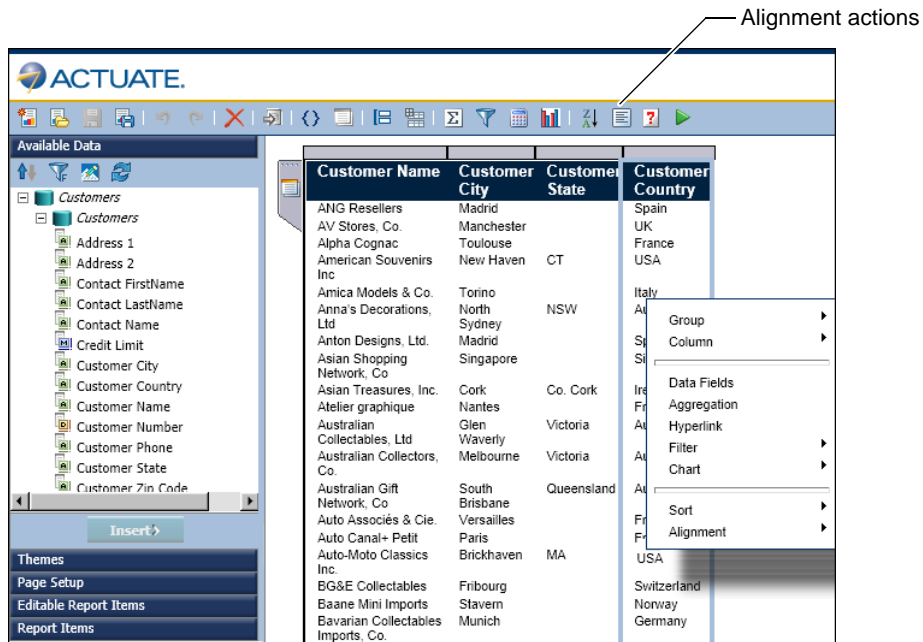 Alignment actions
ACTUATE.
Available Data
Customers
Customers
Address 1
Address 2
Contact FirstName
Contact LastName
Contact Name
Credit Limit
Customer City
Customer Country
Customer Name
Customer Number
Customer Phone
Customer State
Customer Zip Code
Insert
Themes
Page Setup
Editable Report Items
Report Items
Customer Name Customer City Customer State Customer Country
ANG Resellers Madrid Spain
AV Stores, Co. Manchester UK
Alpha Cognac Toulouse France
American Souvenirs Inc New Haven CT USA
Amica Models & Co. Torino Italy
Anna's Decorations, Ltd North Sydney NSW
Anton Designs, Ltd. Madrid
Asian Shopping Network, Co Singapore
Asian Treasures, Inc. Cork Co. Cork
Atelier graphique Nantes
Australian Collectables, Ltd Glen Waverly Victoria
Australian Collectors, Co. Melbourne Victoria
Australian Gift Network, Co South Brisbane Queensland
Auto Associés & Cie. Versailles
Auto Canal+ Petit Paris
Auto-Moto Classics Inc. Brickhaven MA USA
BG&E Collectables Fribourg Switzerland
Baane Mini Imports Stavern Norway
Bavarian Collectables Imports, Co. Munich Germany
Group
Column
Data Fields
Aggregation
Hyperlink
Filter
Chart
Sort
Alignment